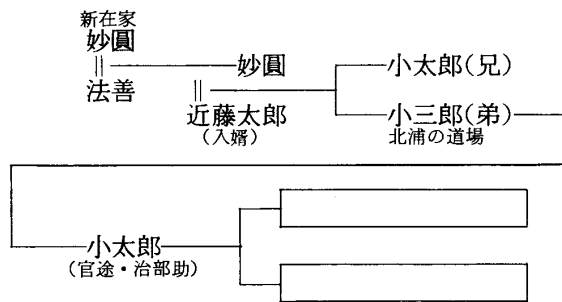 新在家
妙圓 妙圓 小太郎(兄)
法善 近藤太郎 小三郎(弟)
(入婿) 北浦の道場
小太郎
(官途・治部助)